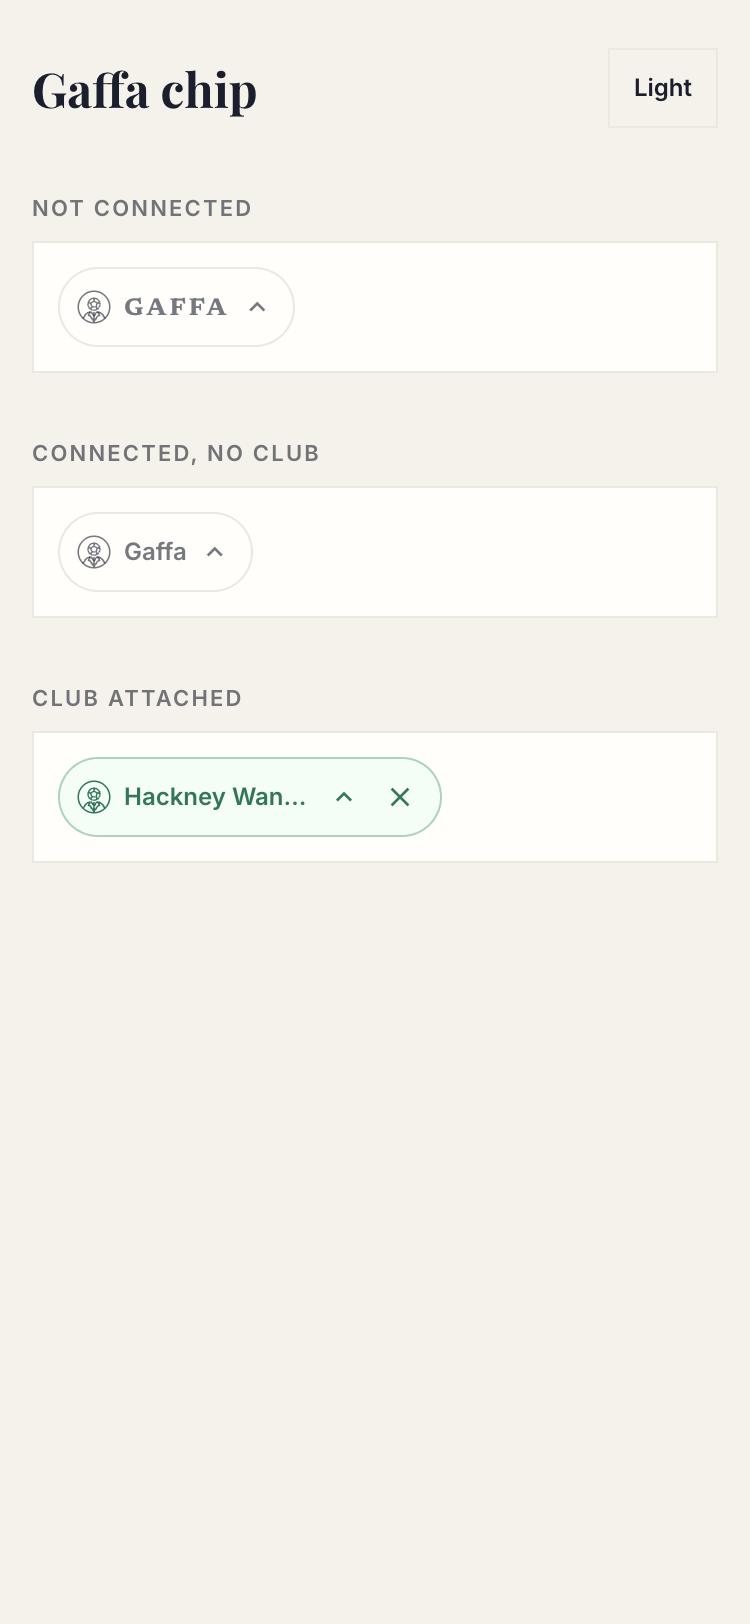 Gaffa chip
Light
NOT CONNECTED
GAFFA
CONNECTED, NO CLUB
Gaffa
CLUB ATTACHED
Hackney Wan...